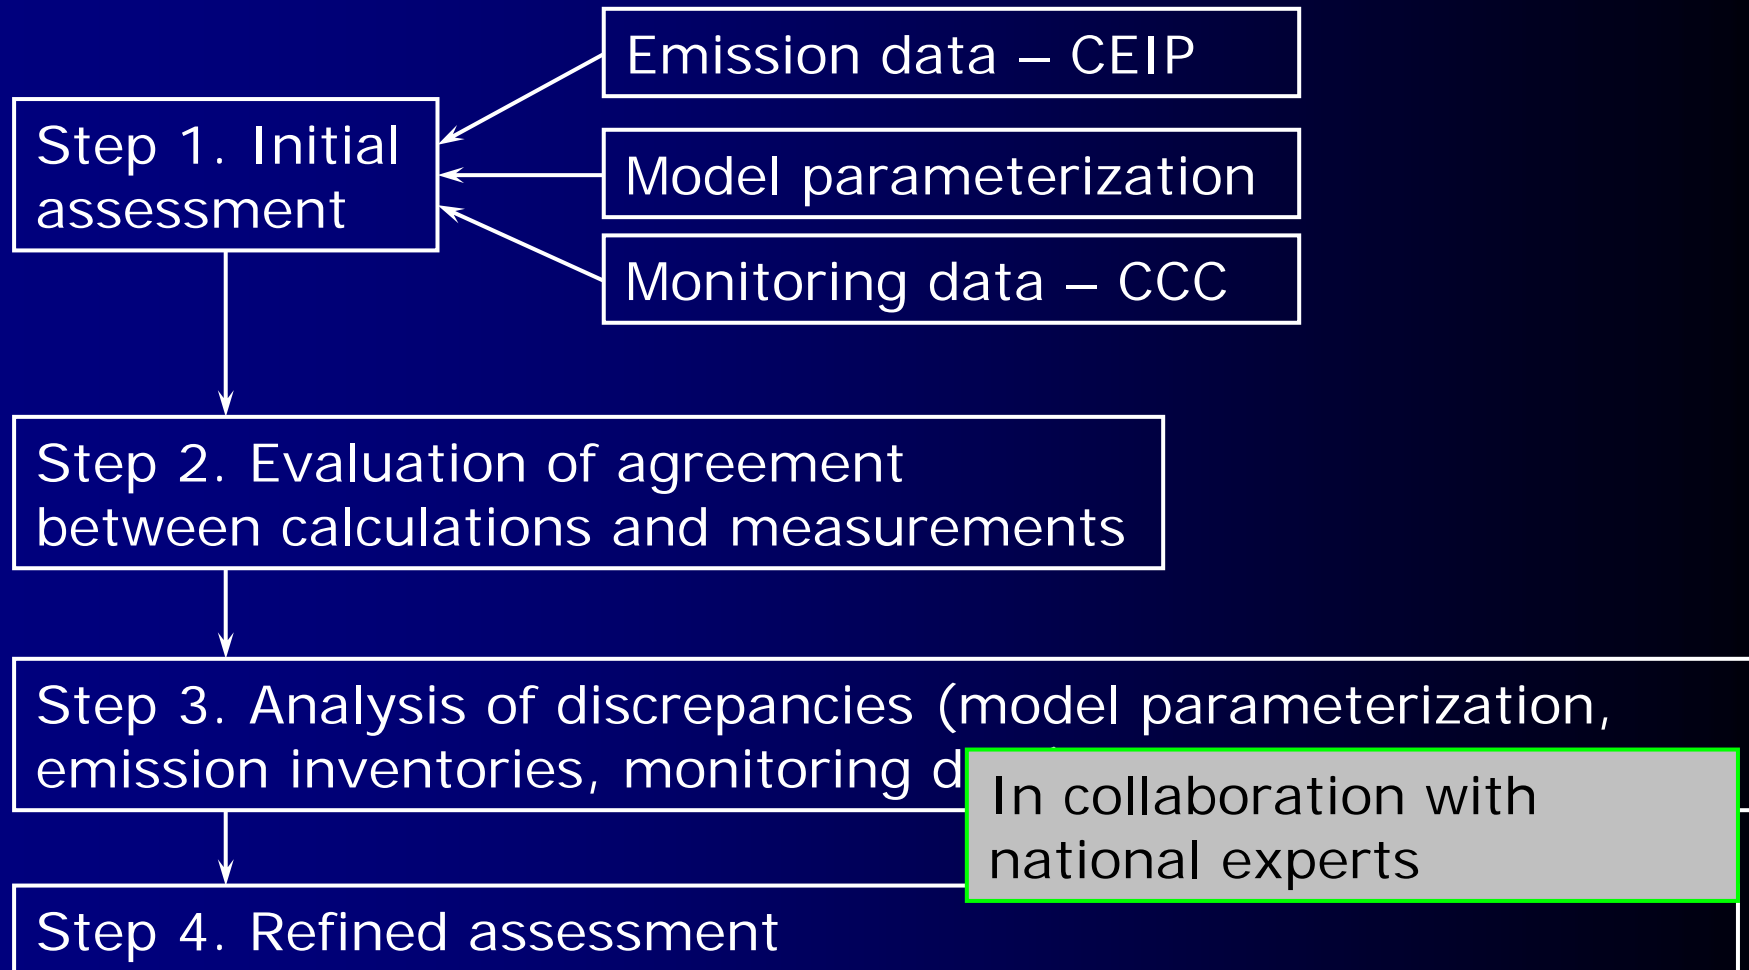 Emission data – CEIP
Step 1. Initial
assessment
Model parameterization
Monitoring data – CCC
Step 2. Evaluation of agreement
between calculations and measurements
Step 3. Analysis of discrepancies (model parameterization,
emission inventories, monitoring
In collaboration with
national experts
Step 4. Refined assessment